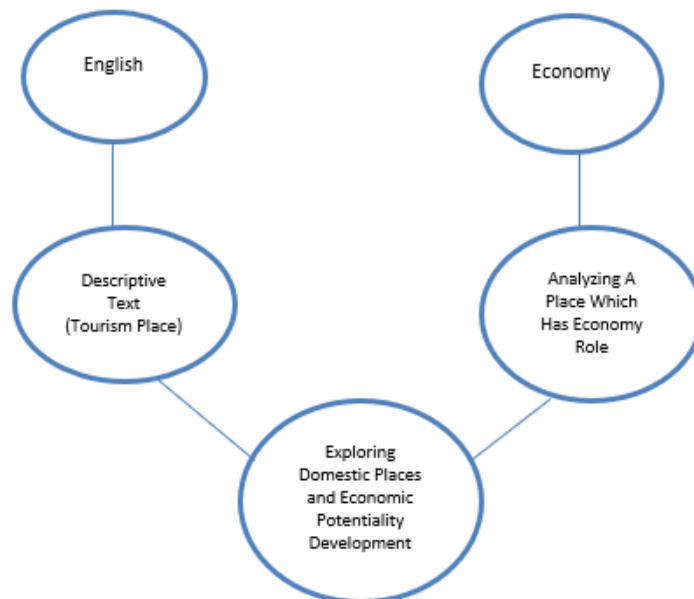 English
Economy
Descriptive
Text
(Tourism Place)
Analyzing A
Place Which
Has Economy
Role
Exploring
Domestic Places
and Economic
Potentiality
Development